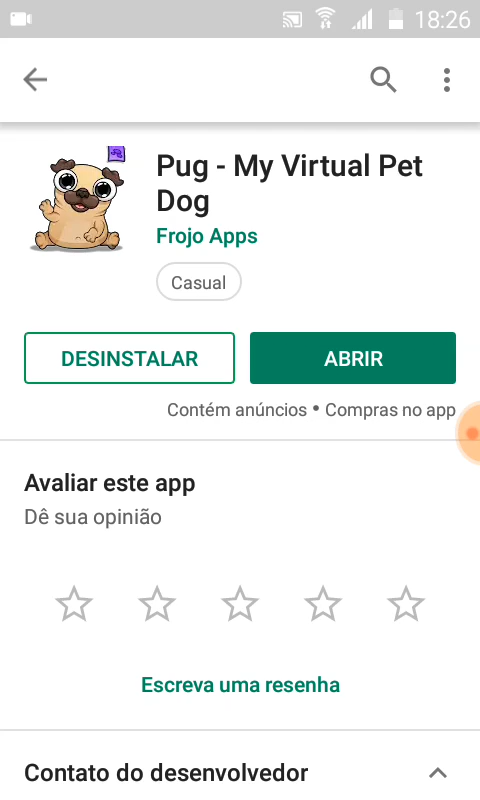 18:26
Pug - My Virtual Pet
Dog
Frojo Apps
Casual
DESINSTALAR
ABRIR
Contém anúncios • Compras no app
Avaliar este app
Dê sua opinião
Escreva uma resenha
Contato do desenvolvedor